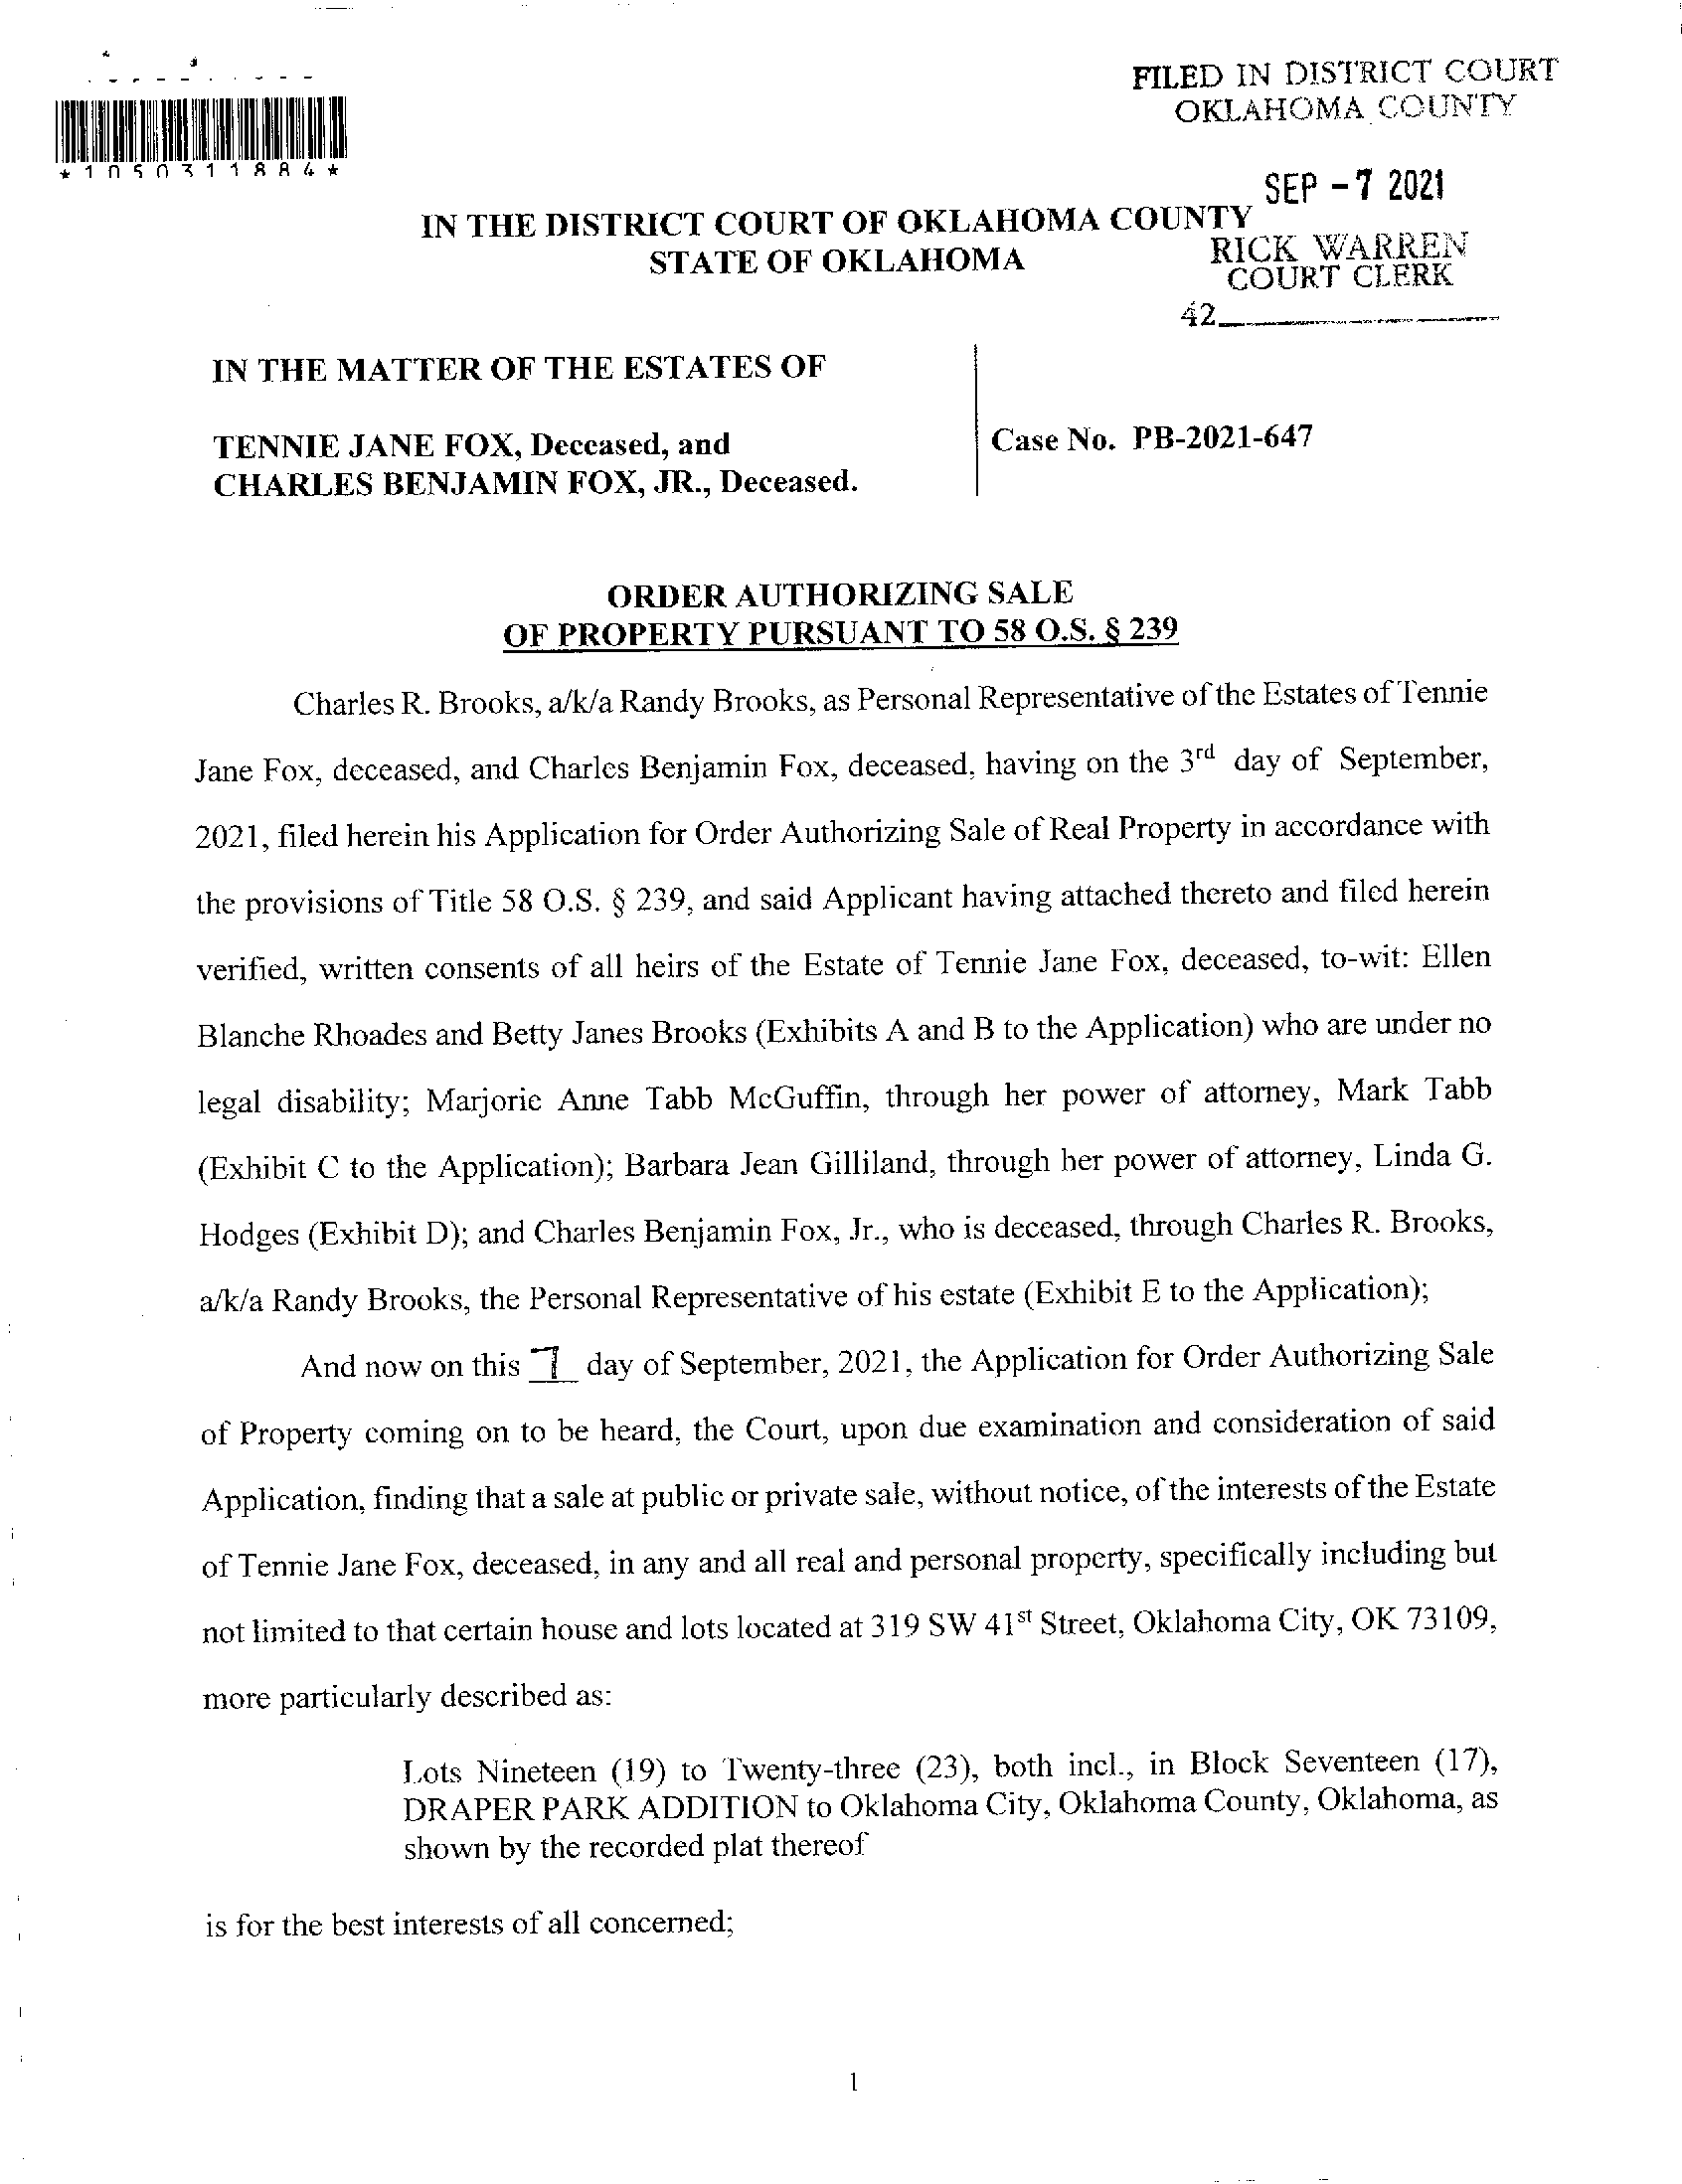 FILED IN DISTRICT COURT
OKLAHOMA COUNTY
*1050311884*
SEP -7 2021
IN THE DISTRICT COURT OF OKLAHOMA COUNTY
STATE OF OKLAHOMA
RICK WARREN
COURT CLERK
42
IN THE MATTER OF THE ESTATES OF
TENNIE JANE FOX, Deceased, and
CHARLES BENJAMIN FOX, JR., Deceased.
Case No. PB-2021-647
ORDER AUTHORIZING SALE
OF PROPERTY PURSUANT TO 58 O.S. § 239
Charles R. Brooks, a/k/a Randy Brooks, as Personal Representative of the Estates of Tennie
Jane Fox, deceased, and Charles Benjamin Fox, deceased, having on the 3rd day of September,
2021, filed herein his Application for Order Authorizing Sale of Real Property in accordance with
the provisions of Title 58 O.S. § 239, and said Applicant having attached thereto and filed herein
verified, written consents of all heirs of the Estate of Tennie Jane Fox, deceased, to-wit: Ellen
Blanche Rhoades and Betty Janes Brooks (Exhibits A and B to the Application) who are under no
legal disability; Marjorie Anne Tabb McGuffin, through her power of attorney, Mark Tabb
(Exhibit C to the Application); Barbara Jean Gilliland, through her power of attorney, Linda G.
Hodges (Exhibit D); and Charles Benjamin Fox, Jr., who is deceased, through Charles R. Brooks,
a/k/a Randy Brooks, the Personal Representative of his estate (Exhibit E to the Application);
And now on this 7 day of September, 2021, the Application for Order Authorizing Sale
of Property coming on to be heard, the Court, upon due examination and consideration of said
Application, finding that a sale at public or private sale, without notice, of the interests of the Estate
of Tennie Jane Fox, deceased, in any and all real and personal property, specifically including but
not limited to that certain house and lots located at 319 SW 41st Street, Oklahoma City, OK 73109,
more particularly described as:
Lots Nineteen (19) to Twenty-three (23), both incl., in Block Seventeen (17),
DRAPER PARK ADDITION to Oklahoma City, Oklahoma County, Oklahoma, as
shown by the recorded plat thereof
is for the best interests of all concerned;
1